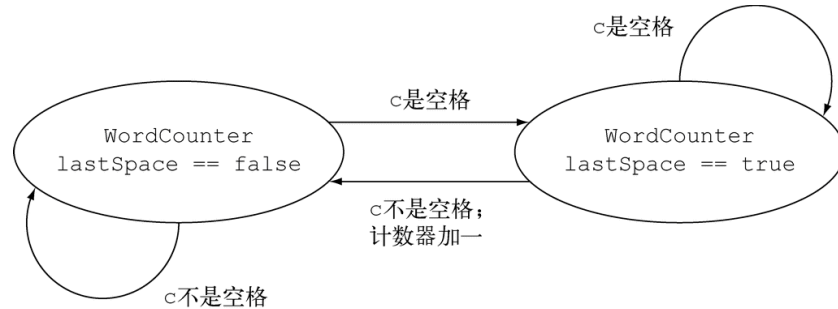 c是空格
c是空格
WordCounter
lastSpace == false
WordCounter
lastSpace == true
c不是空格；
计数器加一
c不是空格